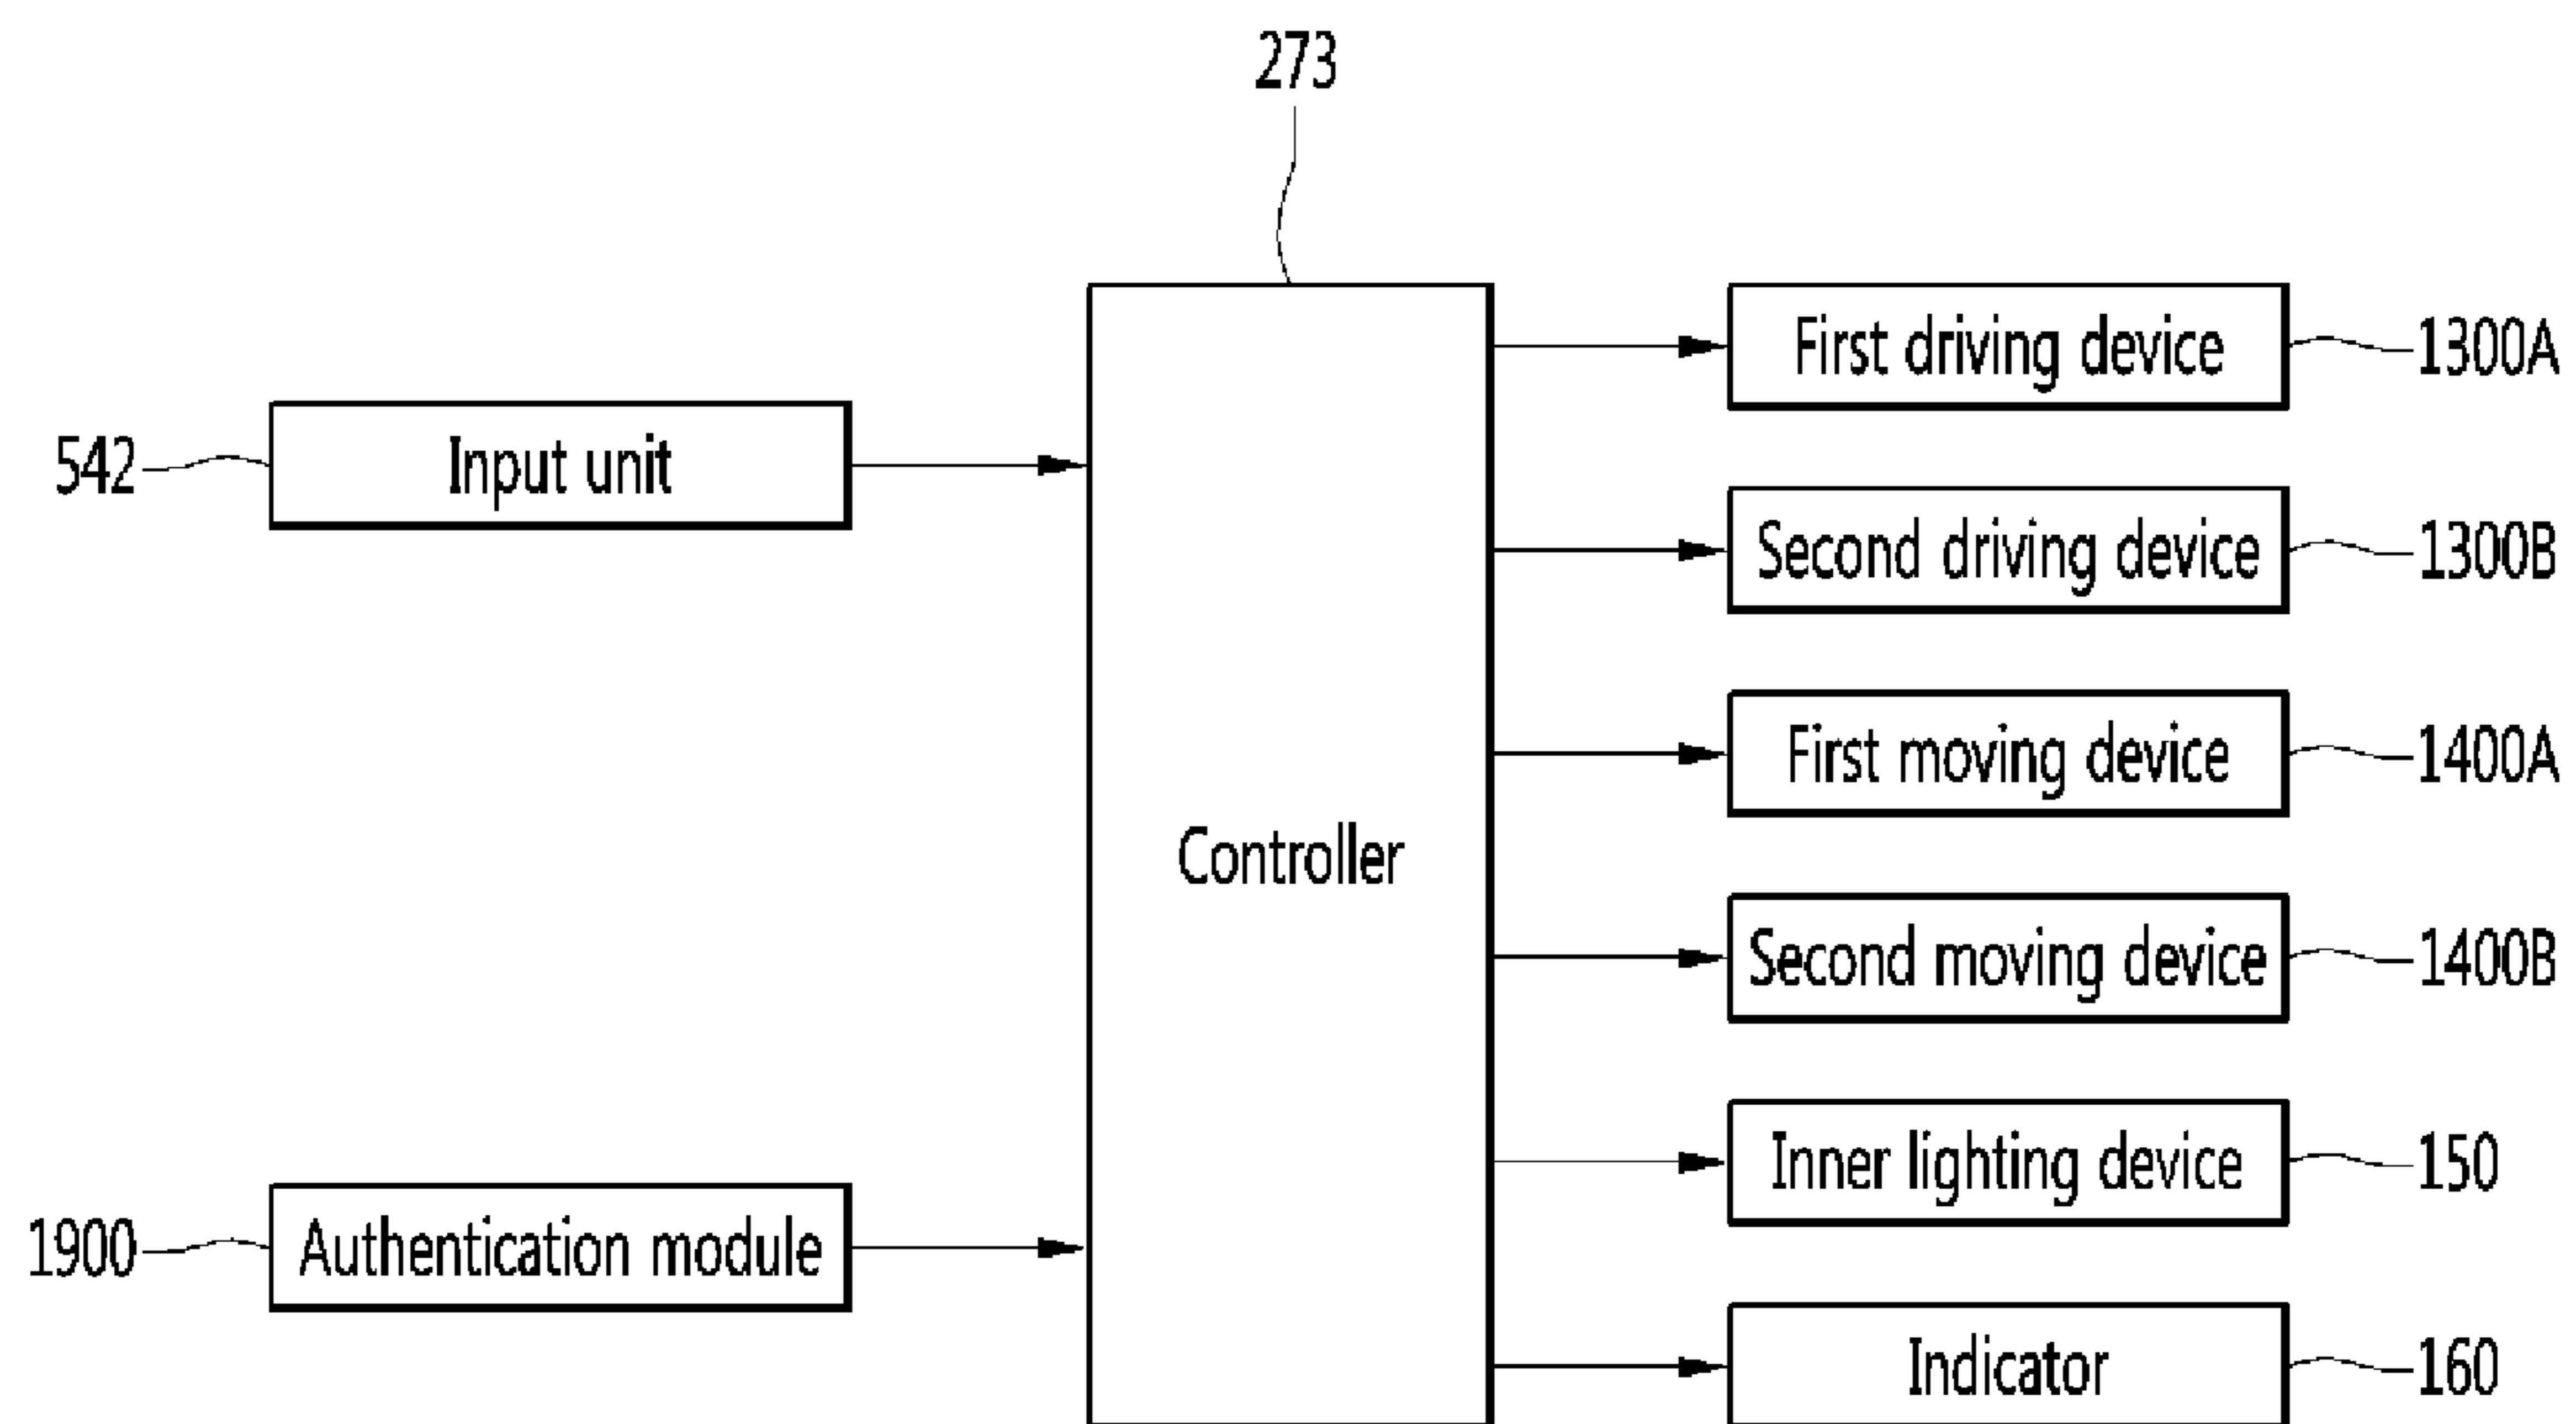 273
First driving device
1300A
542
Input unit
Second driving device
1300B
First moving device
1400A
Controller
Second moving device
1400B
Inner lighting device
150
1900
Authentication module
Indicator
160